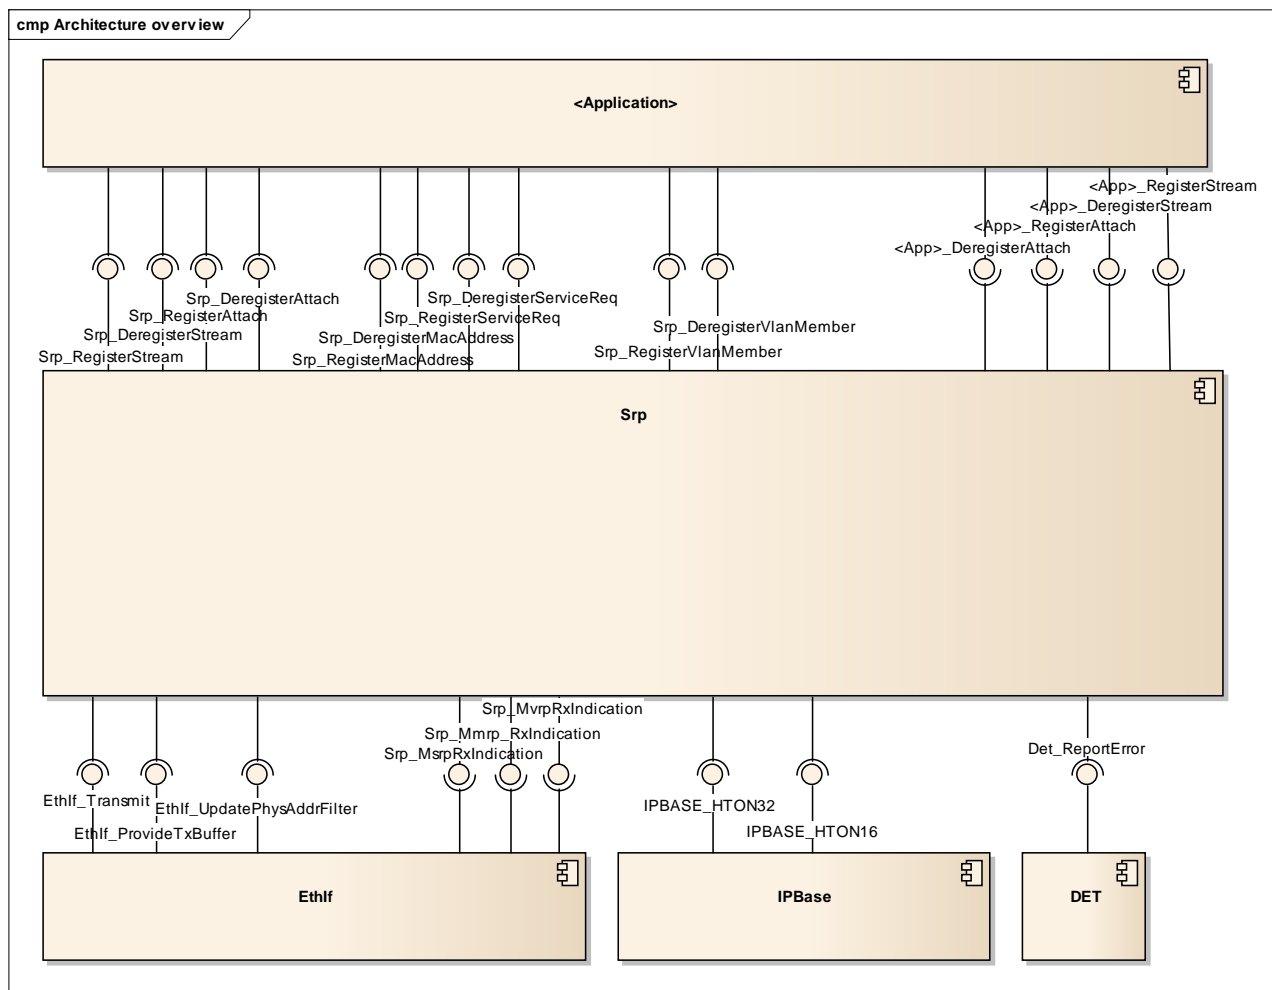 cmp Architecture overview
<Application>
<App>_RegisterStream
<App>_DeregisterStream
<App>_RegisterAttach
<App>_DeregisterAttach
Srp_DeregisterAttach
Srp_RegisterAttach
Srp_DeregisterStream
Srp_RegisterStream
Srp_DeregisterServiceReq
Srp_RegisterServiceReq
Srp_DeregisterMacAddress
Srp_RegisterMacAddress
Srp_DeregisterVlanMember
Srp_RegisterVlanMember
Srp
Srp_MvrpRxIndication
Srp_Mmrp_RxIndication
Srp_MsrpRxIndication
Det_ReportError
EthIf_Transmit
EthIf_UpdatePhysAddrFilter
EthIf_ProvideTxBuffer
IPBASE_HTON32
IPBASE_HTON16
EthIf
IPBase
DET